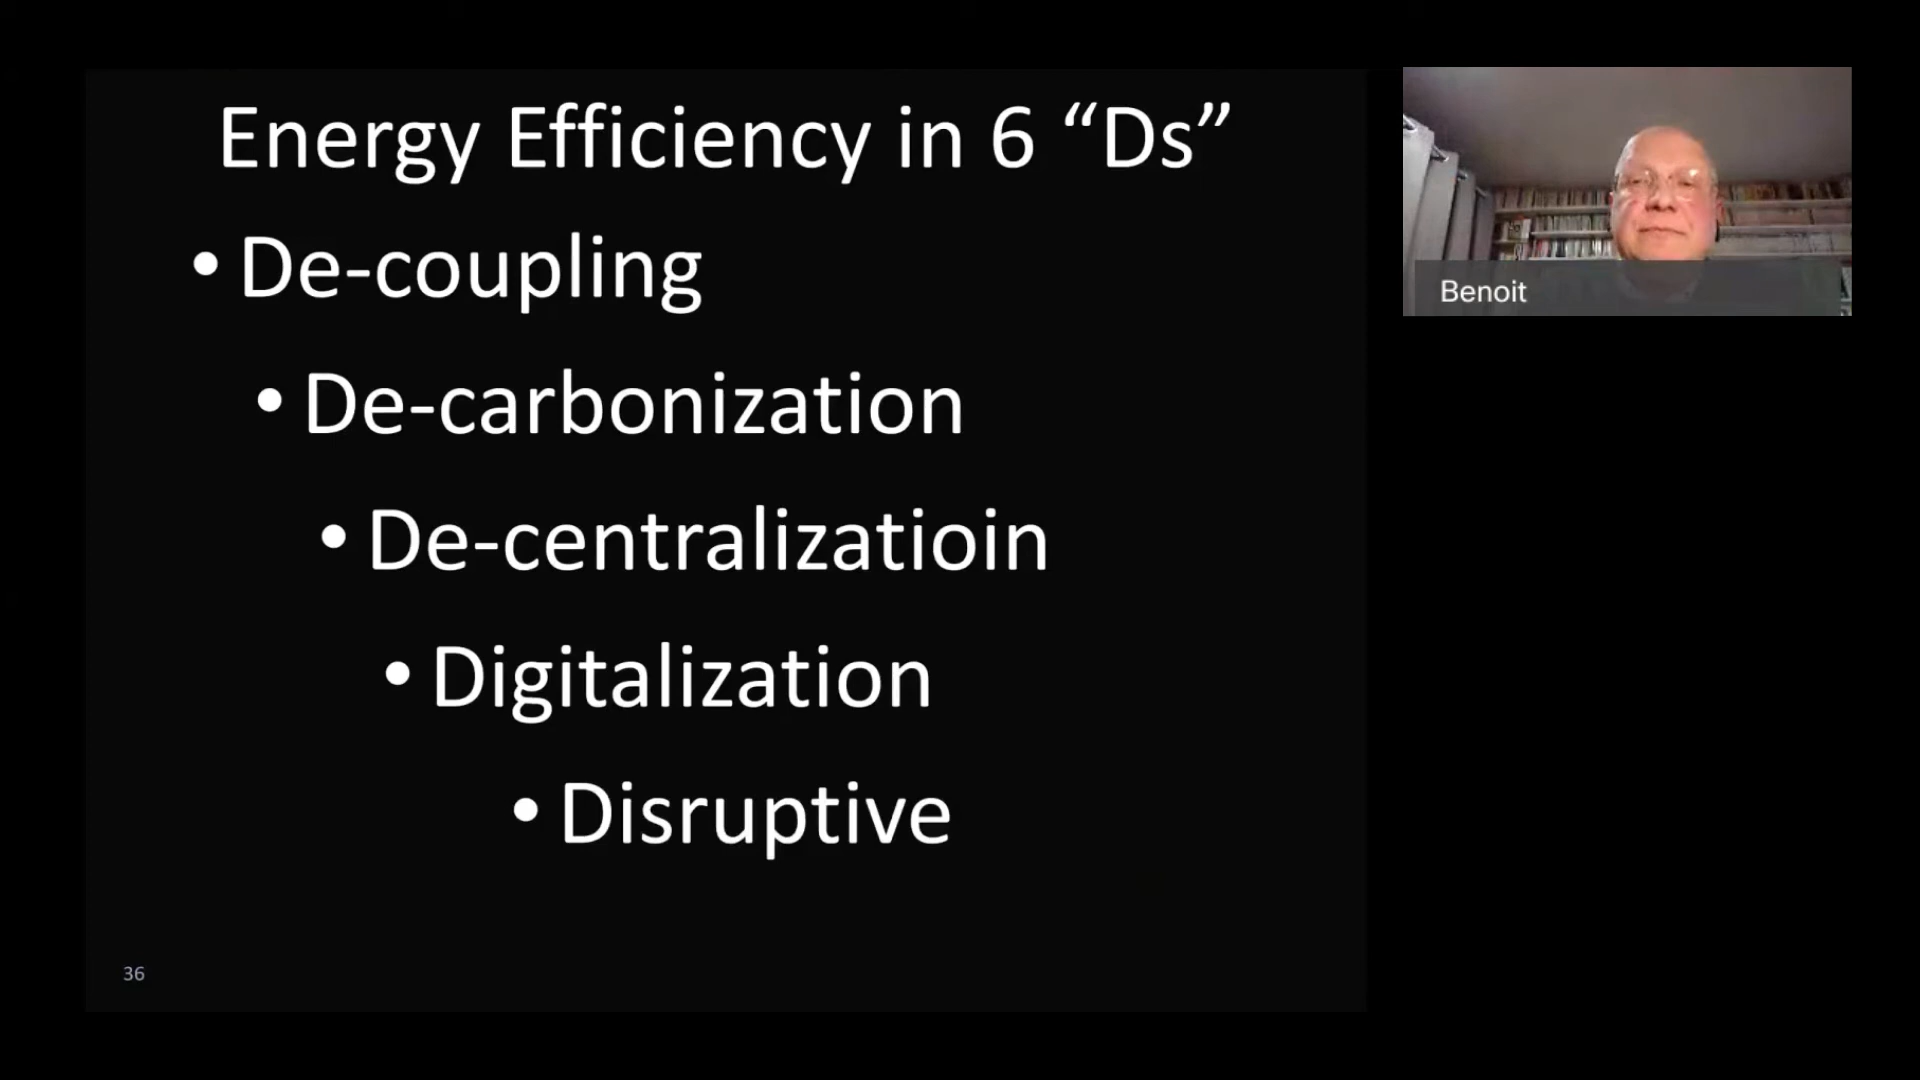 Energy Efficiency in 6 “Ds”
• De-coupling
• De-carbonization
• De-centralizatioin
• Digitalization
• Disruptive
36
Benoit